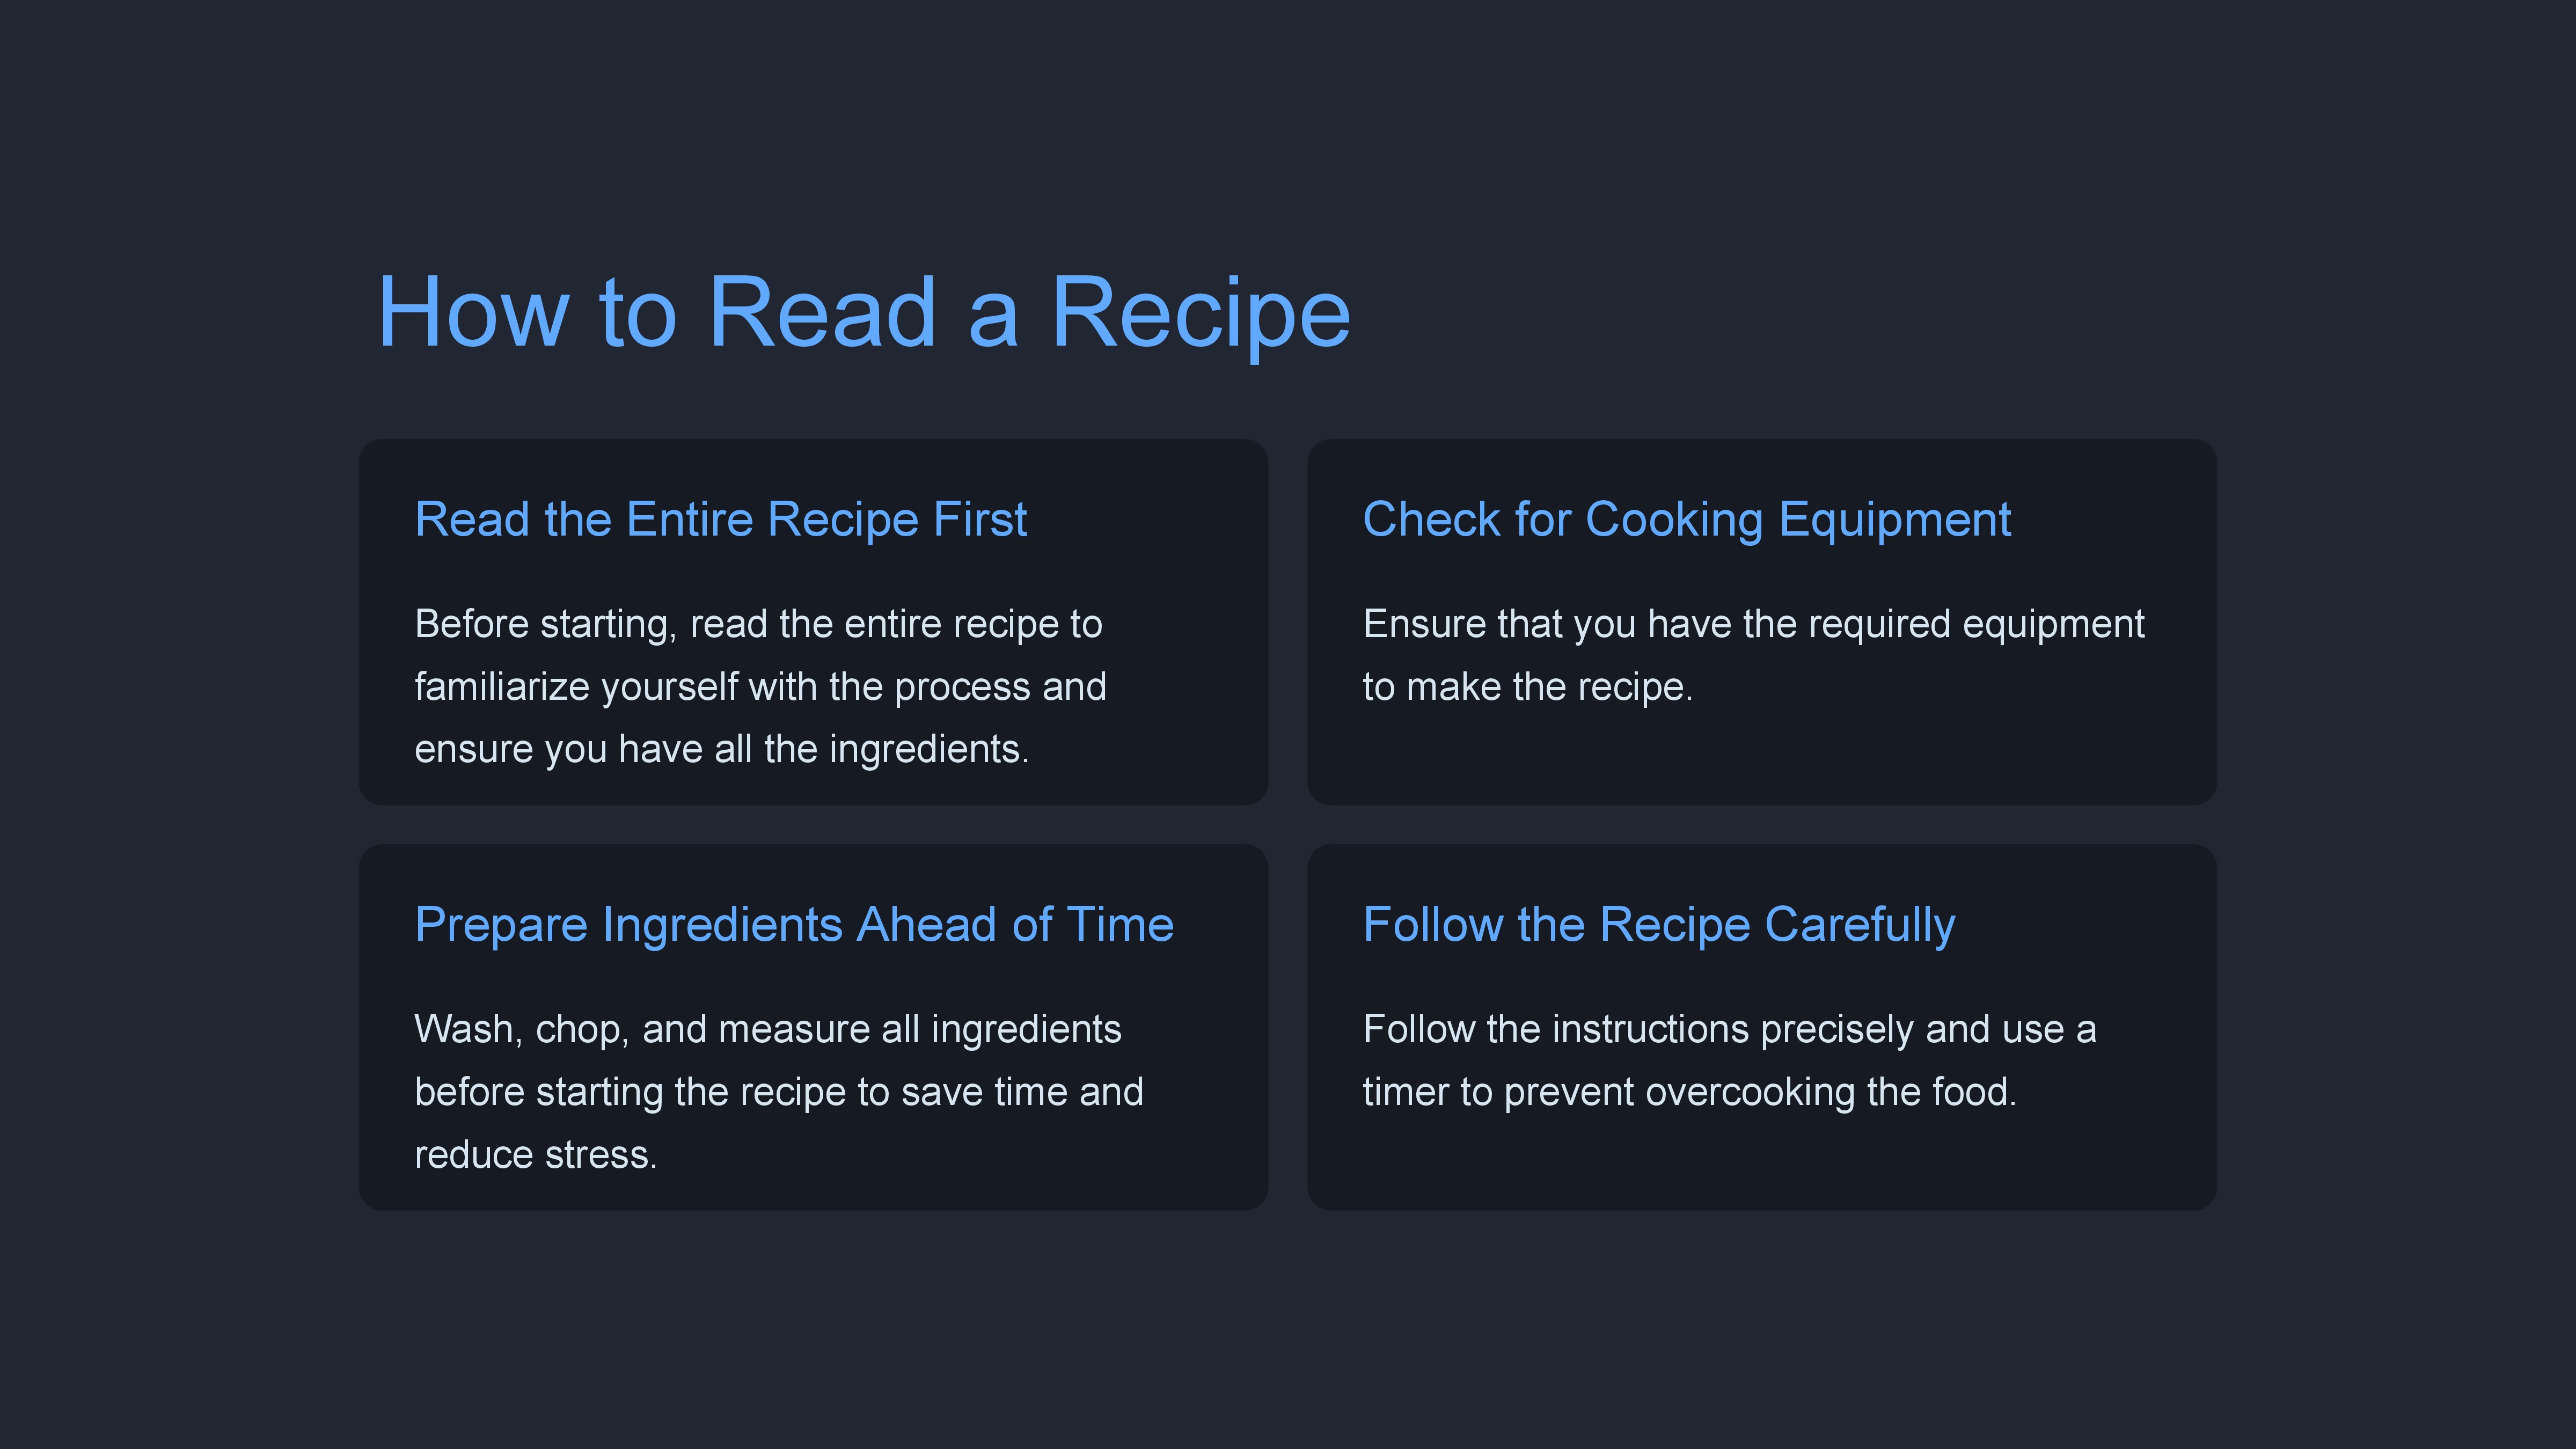 How to Read a Recipe
Read the Entire Recipe First
Before starting, read the entire recipe to
familiarize yourself with the process and
ensure you have all the ingredients.
Check for Cooking Equipment
Ensure that you have the required equipment
to make the recipe.
Prepare Ingredients Ahead of Time
Wash, chop, and measure all ingredients
before starting the recipe to save time and
reduce stress.
Follow the Recipe Carefully
Follow the instructions precisely and use a
timer to prevent overcooking the food.